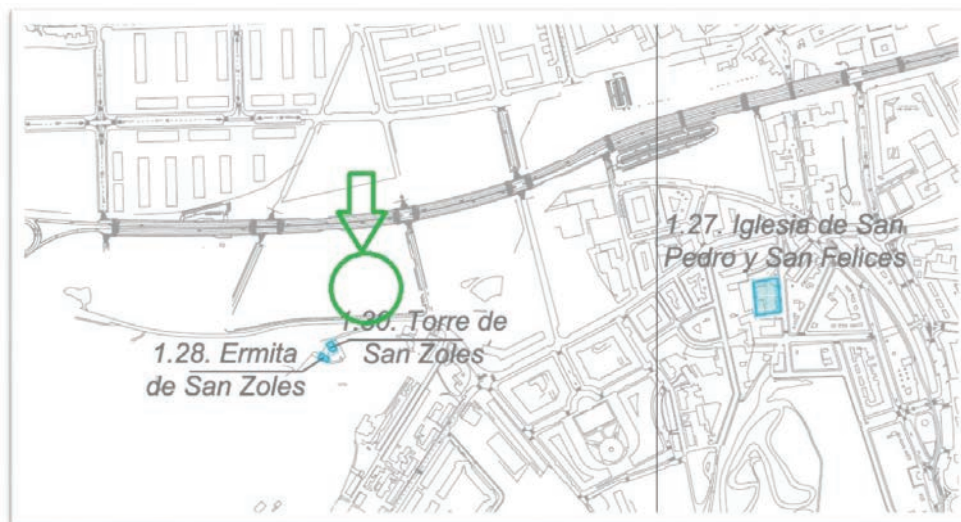 1.27. Iglesia de San
Pedro y San Felices
1.30. Torre de
San Zoles
1.28. Ermita
de San Zoles